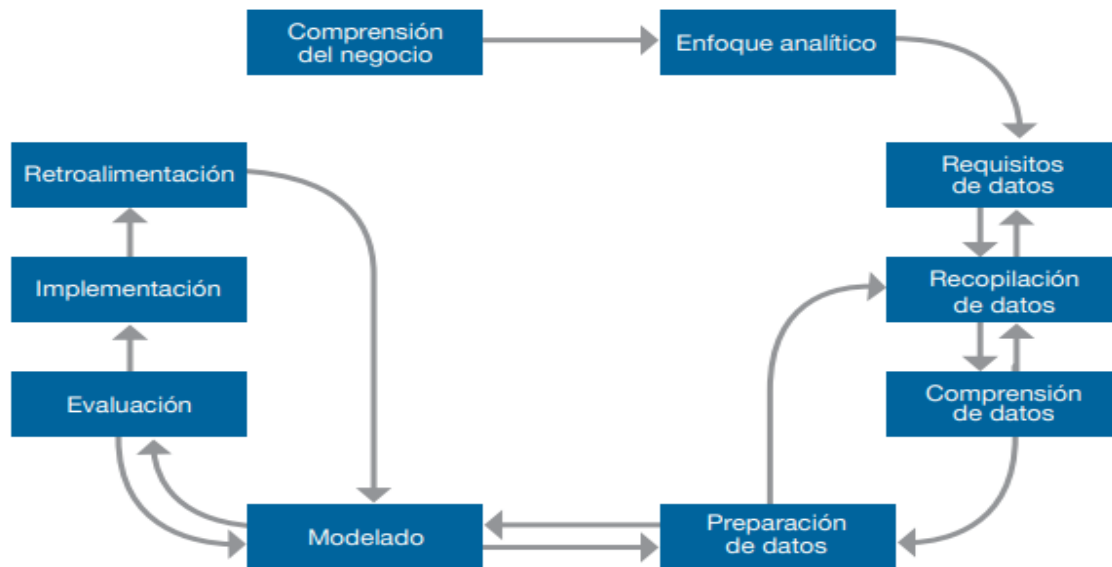 Comprensión
del negocio
Enfoque analítico
Requisitos
de datos
Recopilación
de datos
Comprensión
de datos
Preparación
de datos
Modelado
Evaluación
Implementación
Retroalimentación